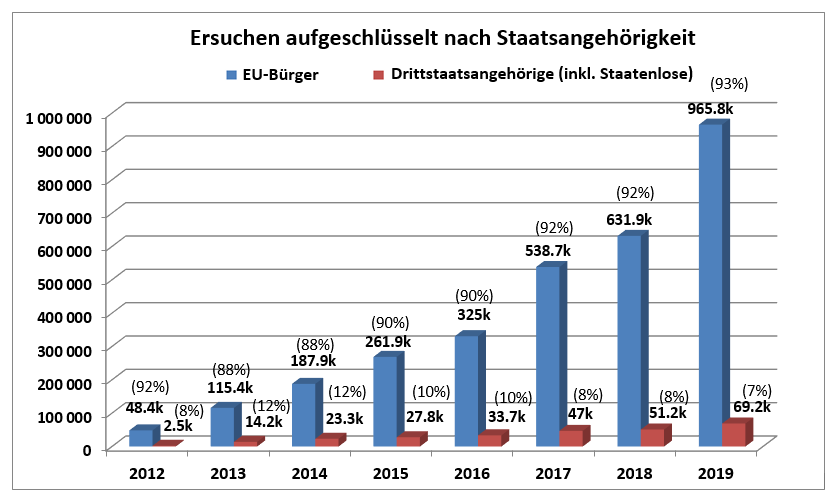 Ersuchen aufgeschlüsselt nach Staatsangehörigkeit
EU-Bürger Drittstaatsangehörige (inkl. Staatenlose)
1 000 000
900 000
800 000
700 000
600 000
500 000
400 000
300 000
200 000
100 000
0
(92%)
48.4k
(8%)
2.5k
(88%)
115.4k
(12%)
14.2k
(88%)
187.9k
(12%)
23.3k
(90%)
261.9k
(10%)
27.8k
(90%)
325k
(10%)
33.7k
(92%)
538.7k
(8%)
47k
(92%)
631.9k
(8%)
51.2k
(93%)
965.8k
(7%)
69.2k
2012 2013 2014 2015 2016 2017 2018 2019